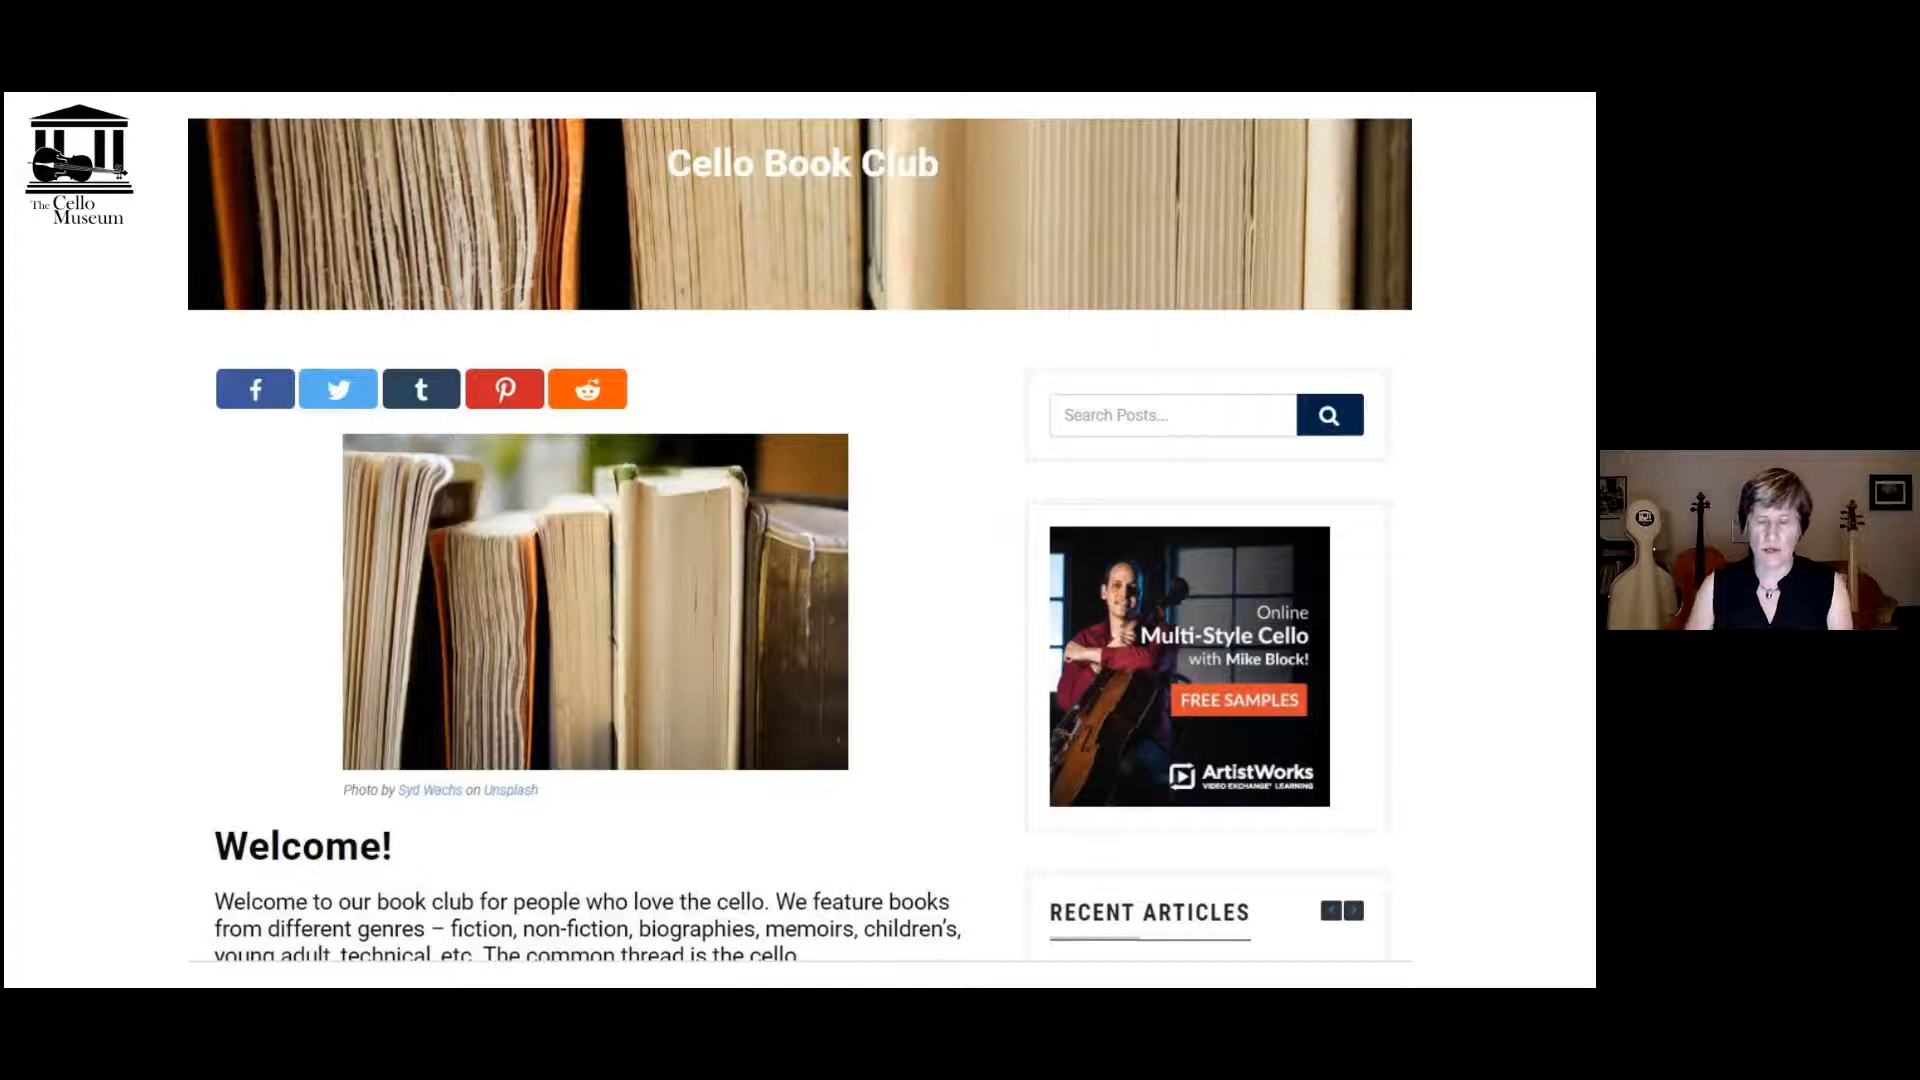 The Cello
Museum
Cello Book Club
Search Posts...
Photo by Syd Wachs on Unsplash
Online
Multi-Style Cello
with Mike Block!
FREE SAMPLES
ArtistWorks
VIDEO EXCHANGE® LEARNING
Welcome!
Welcome to our book club for people who love the cello. We feature books
from different genres – fiction, non-fiction, biographies, memoirs, children's,
young adult, technical, etc. The common thread is the cello
RECENT ARTICLES